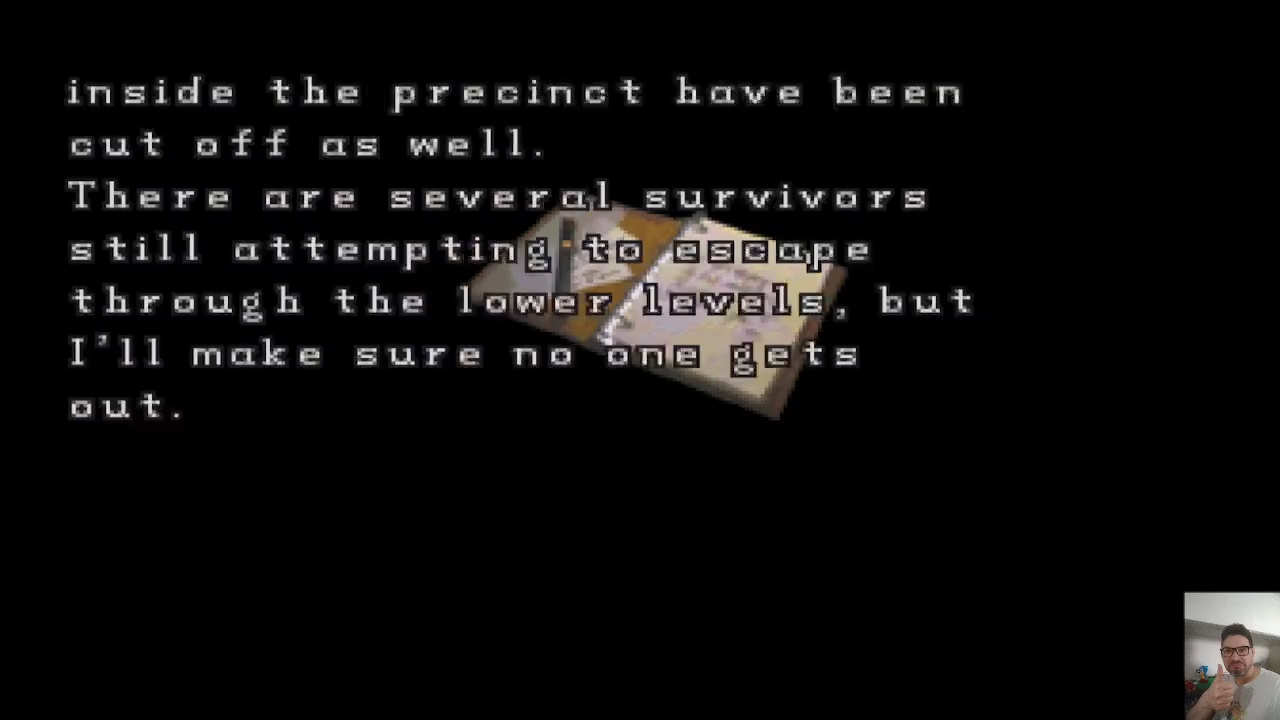 inside the precinct have been
cut off as well.
There are several survivors
still attempting to escape
through the lower levels, but
I'll make sure no one gets
out.